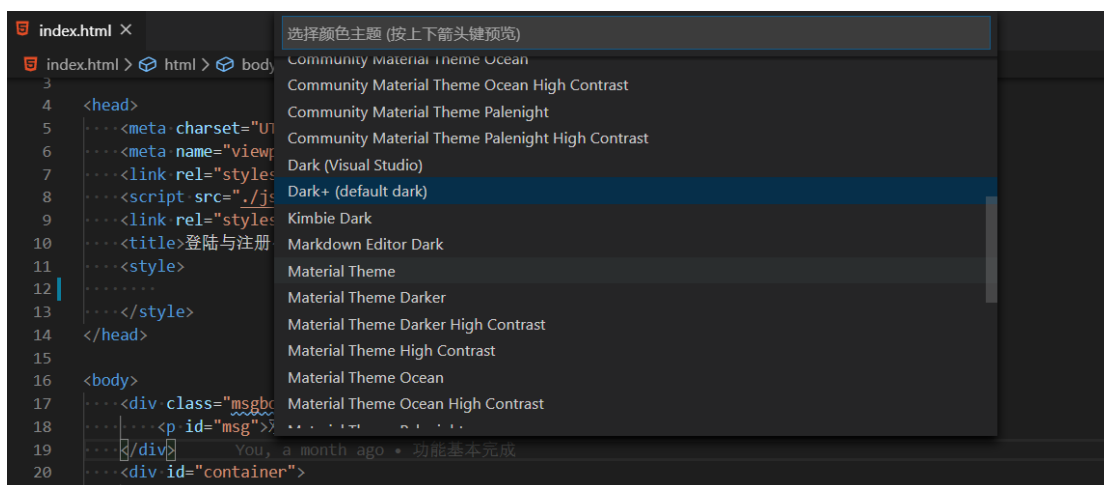 index.html
选择颜色主题 (按上下箭头键预览)
index.html > html > body
Community Material Theme Ocean
Community Material Theme Ocean High Contrast
Community Material Theme Palenight
Community Material Theme Palenight High Contrast
Dark (Visual Studio)
Dark+ (default dark)
Kimbie Dark
Markdown Editor Dark
Material Theme
Material Theme Darker
Material Theme Darker High Contrast
Material Theme High Contrast
Material Theme Ocean
Material Theme Ocean High Contrast
3
4 <head>
5 ····<meta·charset="UT
6 ····<meta·name="viewp
7 ····<link·rel="styles
8 ····<script·src="./js
9 ····<link·rel="styles
10 ····<title>登陆与注册
11 ····<style>
12 ········
13 ····</style>
14 </head>
15
16 <body>
17 ····<div·class="msgbo
18 ········<p·id="msg">
19 ····</div> You, a month ago • 功能基本完成
20 ····<div·id="container">